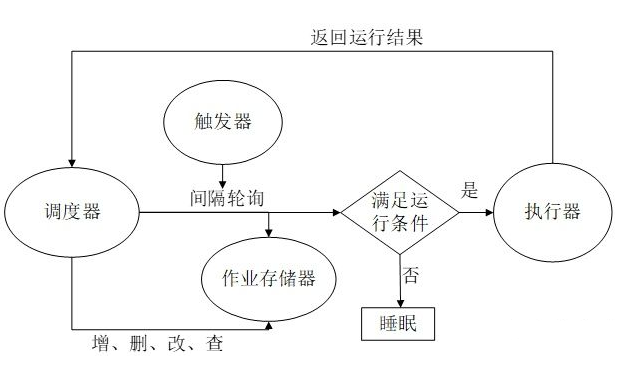 返回运行结果
触发器
调度器
间隔轮询
满足运
行条件
是
执行器
作业存储器
否
睡眠
增、删、改、查